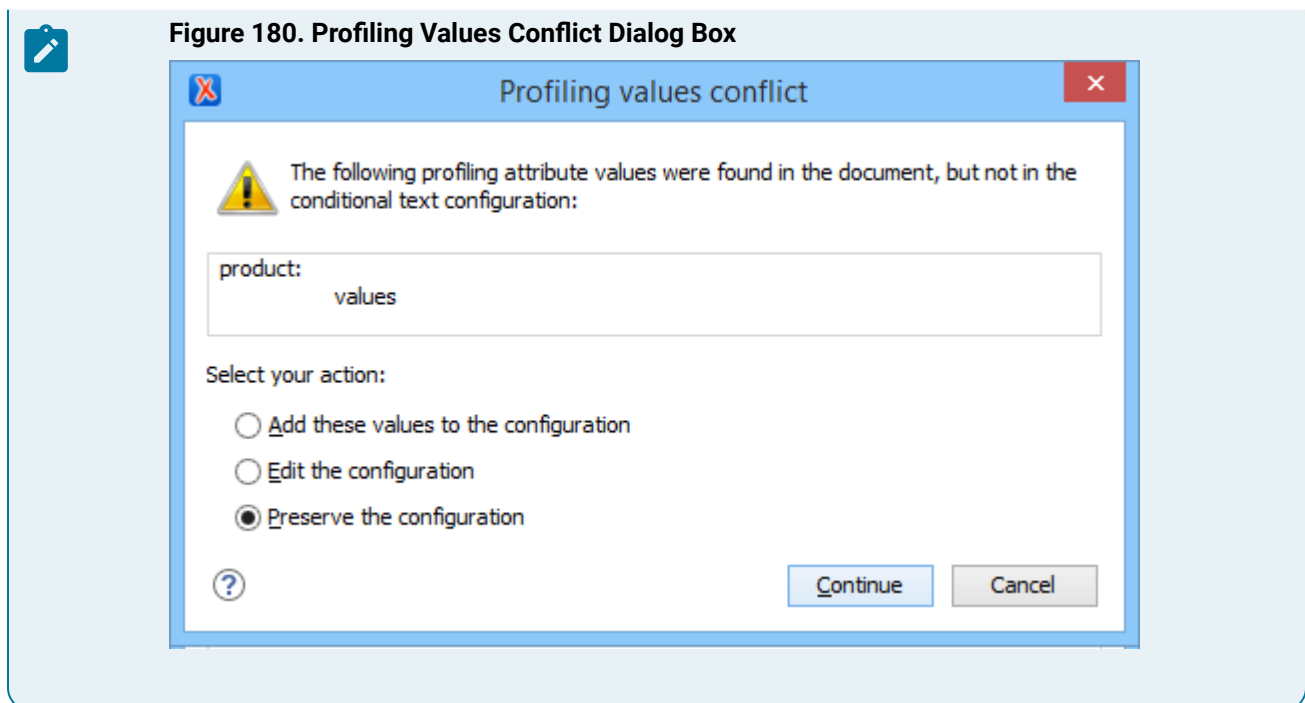 Figure 180. Profiling Values Conflict Dialog Box
Profiling values conflict
The following profiling attribute values were found in the document, but not in the
conditional text configuration:
product:
values
Select your action:
Add these values to the configuration
Edit the configuration
Preserve the configuration
Continue
Cancel